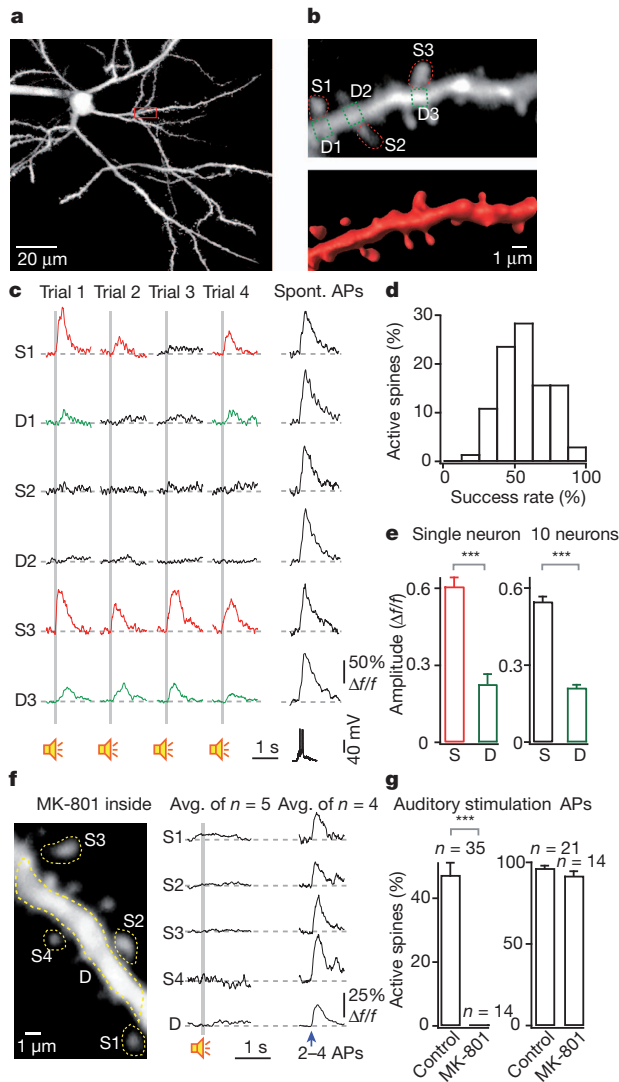 a
20 μm
b
S1
S3
D2
D1
D3
S2
1 μm
c
Trial 1 Trial 2 Trial 3 Trial 4 Spont. APs
S1
D1
S2
D2
S3
D3
50%
Δf/f
1 s
40 mV
d
Active spines (%)
30
20
10
0
0 50 100
Success rate (%)
e Single neuron 10 neurons
*** ***
Amplitude (Δf/f)
0.6
0.3
0
S D
0.6
0.3
0
S D
f MK-801 inside Avg. of n = 5 Avg. of n = 4
S3
S2
S4
D
S1
1 μm
S1
S2
S3
S4
D
25%
Δf/f
1 s
2–4 APs
g Auditory stimulation APs
***
n = 35
n = 14
Active spines (%)
40
20
0
Control
MK-801
n = 21
n = 14
100
50
0
Control
MK-801